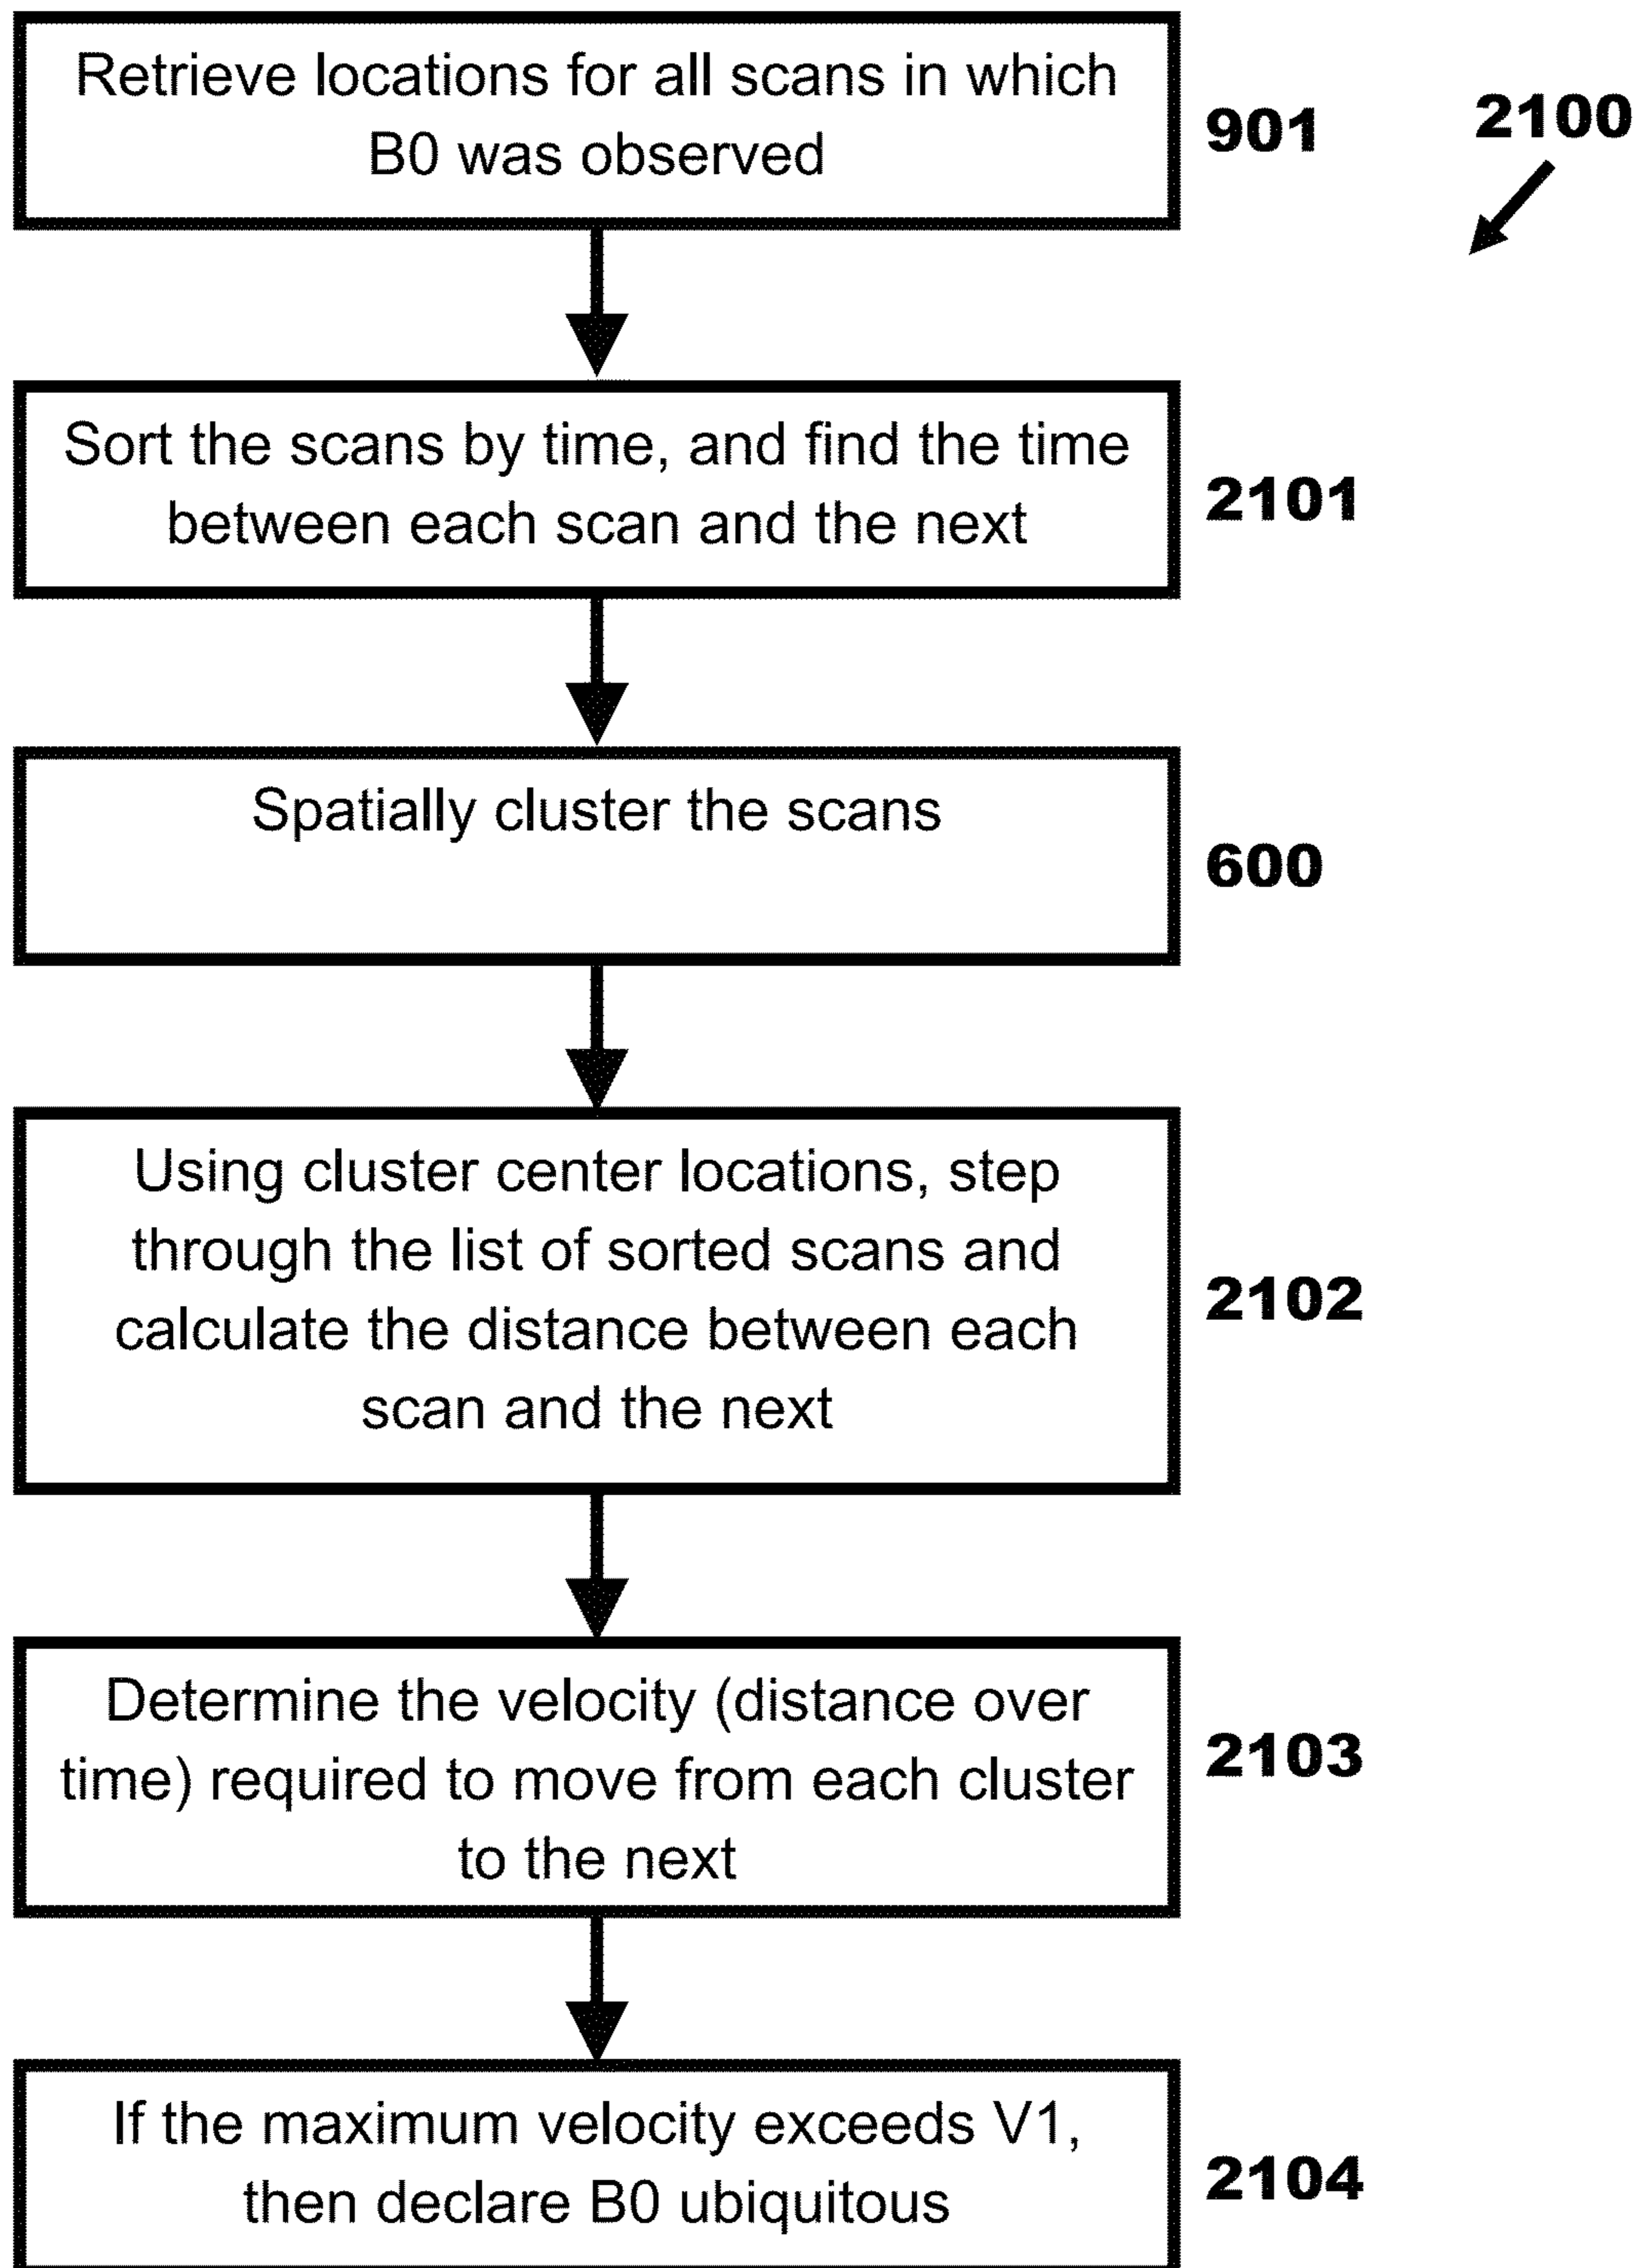 Retrieve locations for all scans in which
B0 was observed
901
2100
Sort the scans by time, and find the time
between each scan and the next
2101
Spatially cluster the scans
600
Using cluster center locations, step
through the list of sorted scans and
calculate the distance between each
scan and the next
2102
Determine the velocity (distance over
time) required to move from each cluster
to the next
2103
If the maximum velocity exceeds V1,
then declare B0 ubiquitous
2104